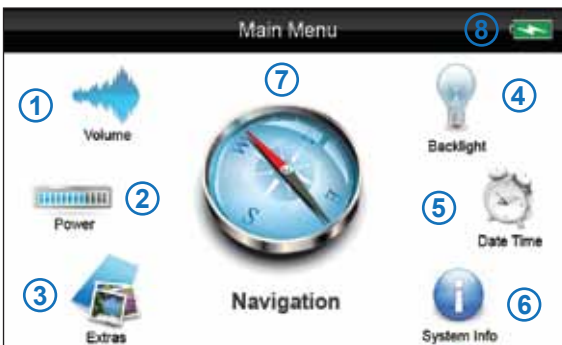 Main Menu
8
1
Volume
7
4
Backlight
2
Power
5
Date Time
3
Extras
Navigation
6
System Info
W
S
E